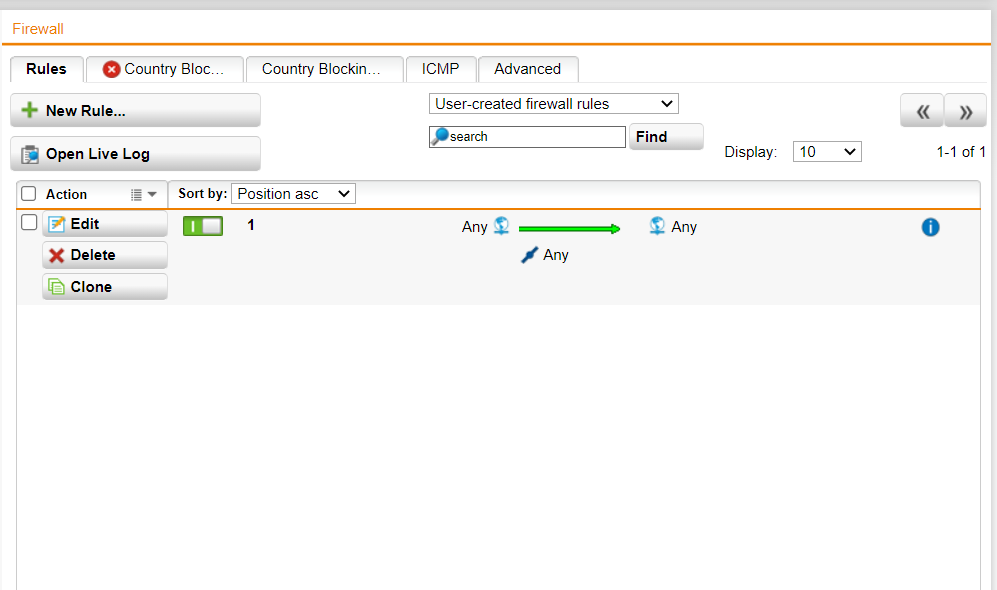 Firewall
Rules Country Bloc... Country Blockin... ICMP Advanced
New Rule... User-created firewall rules « »
search Find
Open Live Log Display: 10 1-1 of 1
Action Sort by: Position asc
Edit 1 Any Any
Delete Any
Clone